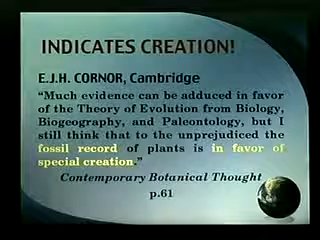 INDICATES CREATION!
E.J.H. CORNOR, Cambridge
“Much evidence can be adduced in favor
of the Theory of Evolution from Biology,
Biogeography, and Paleontology, but I
still think that to the unprejudiced the
fossil record of plants is in favor of
special creation.”
Contemporary Botanical Thought
p.61